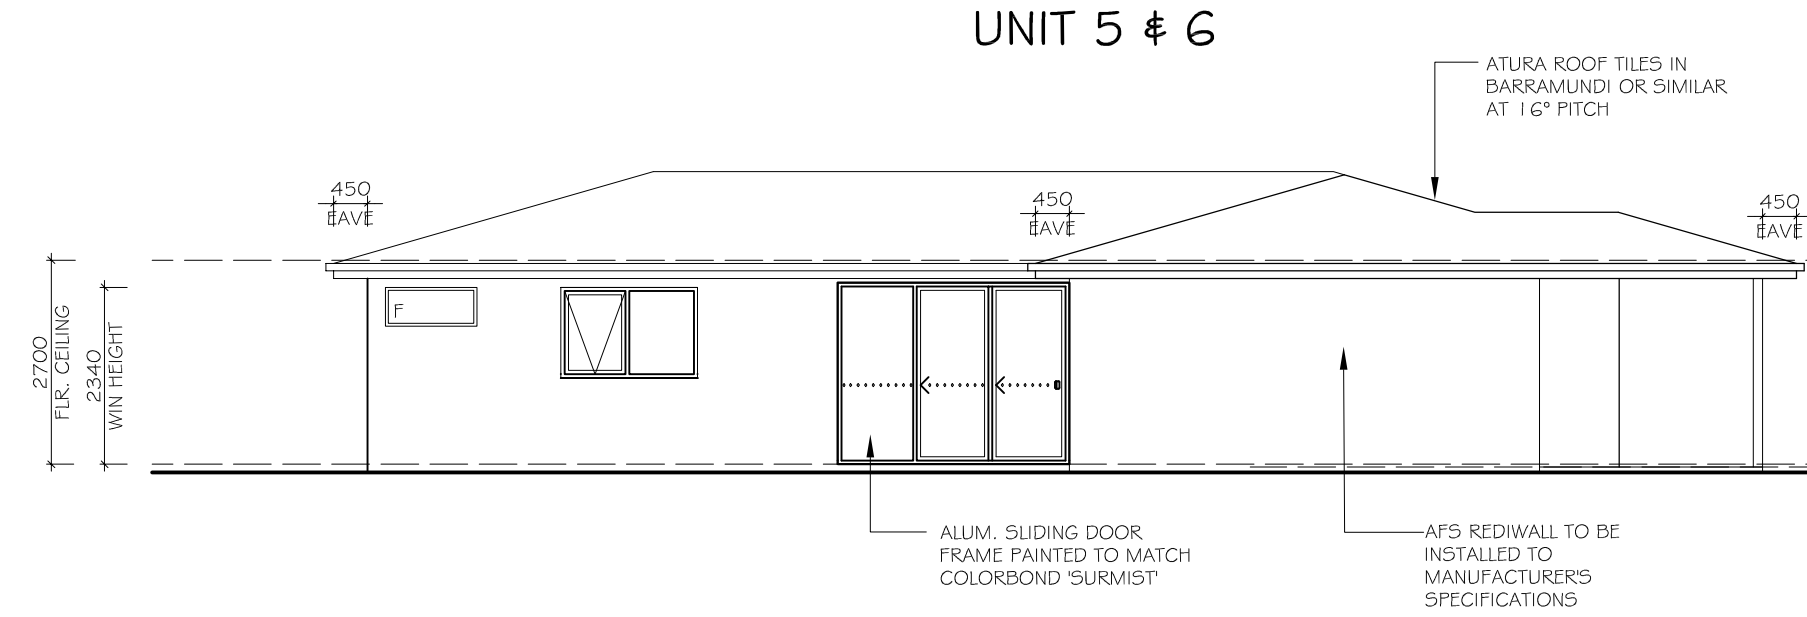 UNIT 5 & 6
ATURA ROOF TILES IN
BARRAMUNDI OR SIMILAR
AT 16° PITCH
450
EAVE
450
EAVE
450
EAVE
2700
FLR. CEILING
2340
WIN HEIGHT
F
ALUM. SLIDING DOOR
FRAME PAINTED TO MATCH
COLORBOND 'SURMIST'
AFS REDIWALL TO BE
INSTALLED TO
MANUFACTURER'S
SPECIFICATIONS